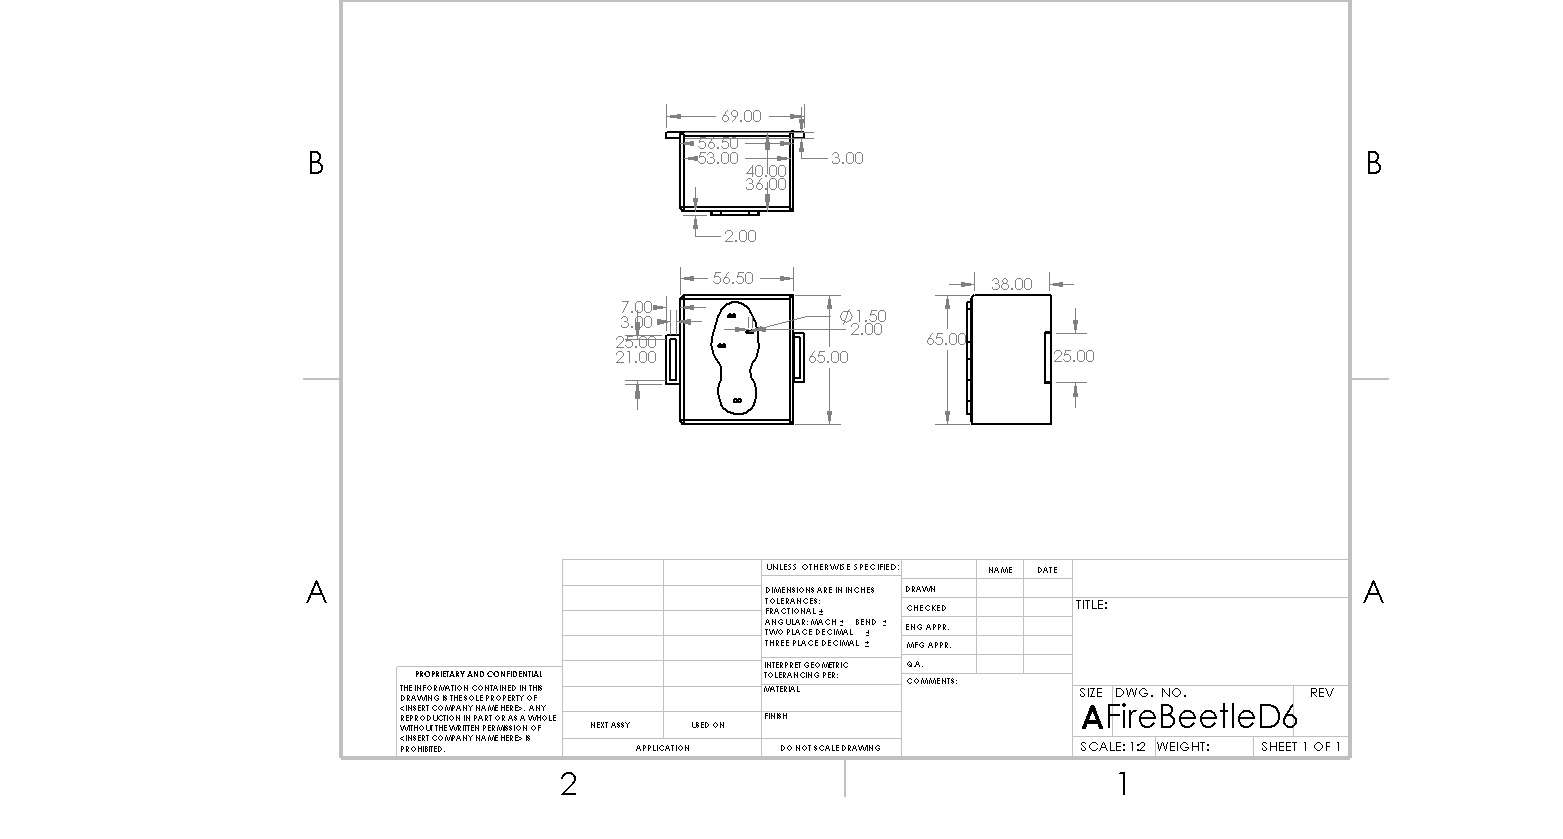 69.00
B
B
56.50
53.00
3.00
40.00
36.00
2.00
56.50
38.00
7.00
3.00
Ø1.50
2.00
25.00
21.00
65.00
65.00
25.00
A
A
UNLESS OTHERWISE SPECIFIED:
DIMENSIONS ARE IN INCHES
TOLERANCES:
FRACTIONAL ±
ANGULAR: MACH ± BEND ±
TWO PLACE DECIMAL ±
THREE PLACE DECIMAL ±
INTERPRET GEOMETRIC
TOLERANCING PER:
MATERIAL
FINISH
DO NOT SCALE DRAWING
NAME DATE
DRAWN
CHECKED
ENG APPR.
MFG APPR.
Q.A.
COMMENTS:
TITLE:
SIZE DWG. NO. REV
A FireBeetleD6
SCALE: 1:2 WEIGHT: SHEET 1 OF 1
PROPRIETARY AND CONFIDENTIAL
THE INFORMATION CONTAINED IN THIS
DRAWING IS THE SOLE PROPERTY OF
<INSERT COMPANY NAME HERE>. ANY
REPRODUCTION IN PART OR AS A WHOLE
WITHOUT THE WRITTEN PERMISSION OF
<INSERT COMPANY NAME HERE> IS
PROHIBITED.
NEXT ASSY USED ON
APPLICATION
2
1